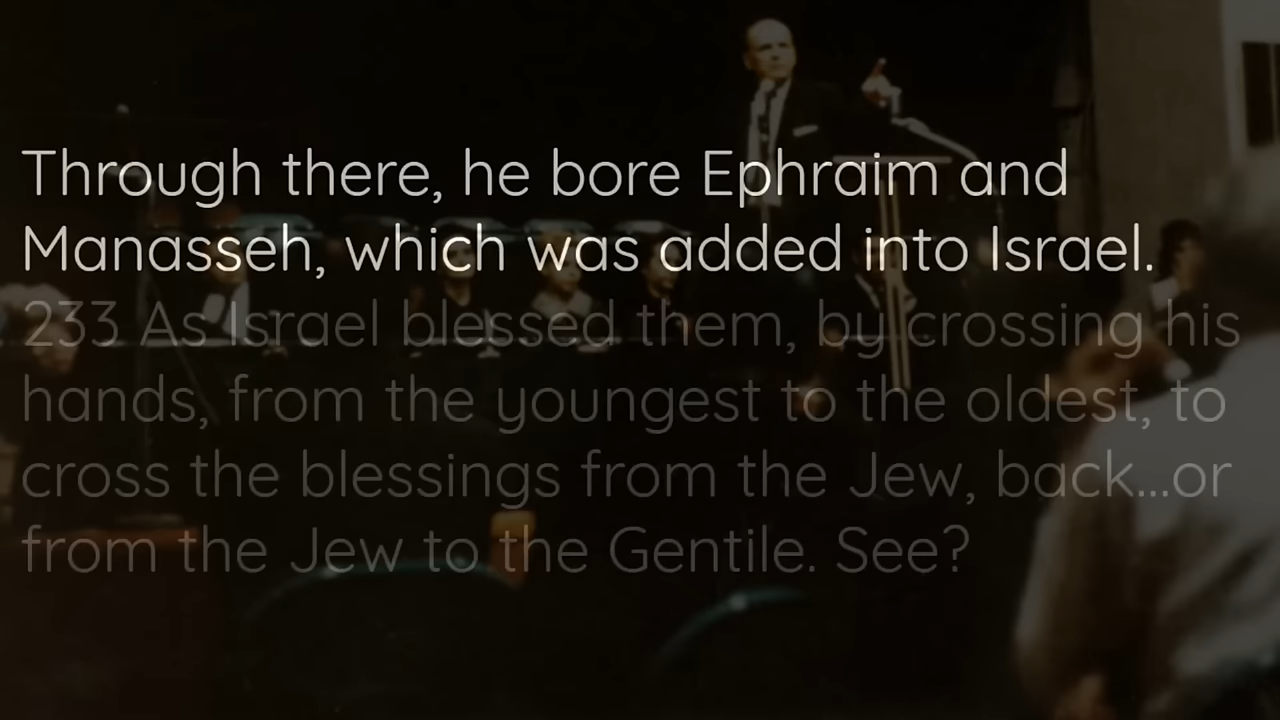 Through there, he bore Ephraim and
Manasseh, which was added into Israel.
233 As Israel blessed them, by crossing his
hands, from the youngest to the oldest, to
cross the blessings from the Jew, back...or
from the Jew to the Gentile. See?